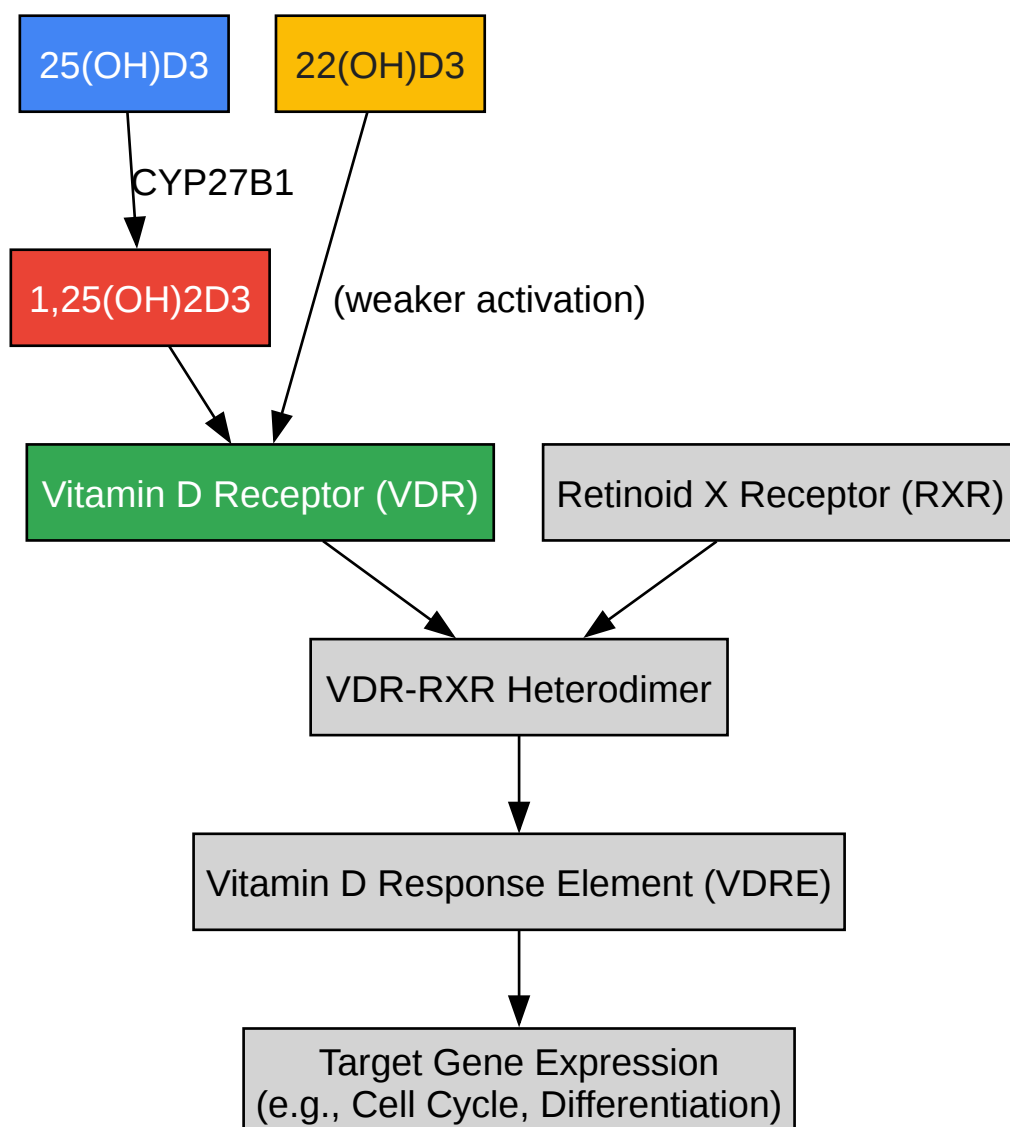 25(OH)D3
22(OH)D3
CYP27B1
1,25(OH)2D3
(weaker activation)
Vitamin D Receptor (VDR)
Retinoid X Receptor (RXR)
VDR-RXR Heterodimer
Vitamin D Response Element (VDRE)
Target Gene Expression
(e.g., Cell Cycle, Differentiation)